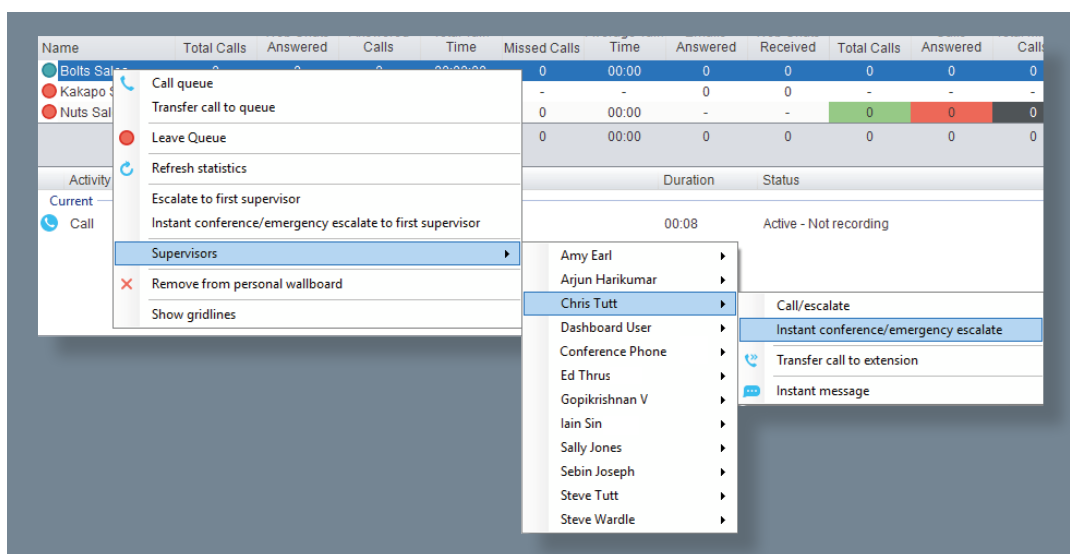 Name Total Calls Answered Calls Time Missed Calls Time Answered Received Total Calls Answered
Bolts 0 00:00 0 0 0 0 0
Kakapo - - 0 0 - - -
Nuts 0 00:00 - - 0 0 0
0 00:00 0 0 0 0 0
Call queue
Transfer call to queue
Leave Queue
Refresh statistics
Escalate to first supervisor
Instant conference/emergency escalate to first supervisor
Supervisors
Remove from personal wallboard
Show gridlines
Activity Duration Status
Current
Call 00:08 Active - Not recording
Amy Earl
Arjun Harikumar
Chris Tutt
Dashboard User
Conference Phone
Ed Thrus
Gopikrishnan V
Iain Sin
Sally Jones
Sebin Joseph
Steve Tutt
Steve Wardle
Call/escalate
Instant conference/emergency escalate
Transfer call to extension
Instant message